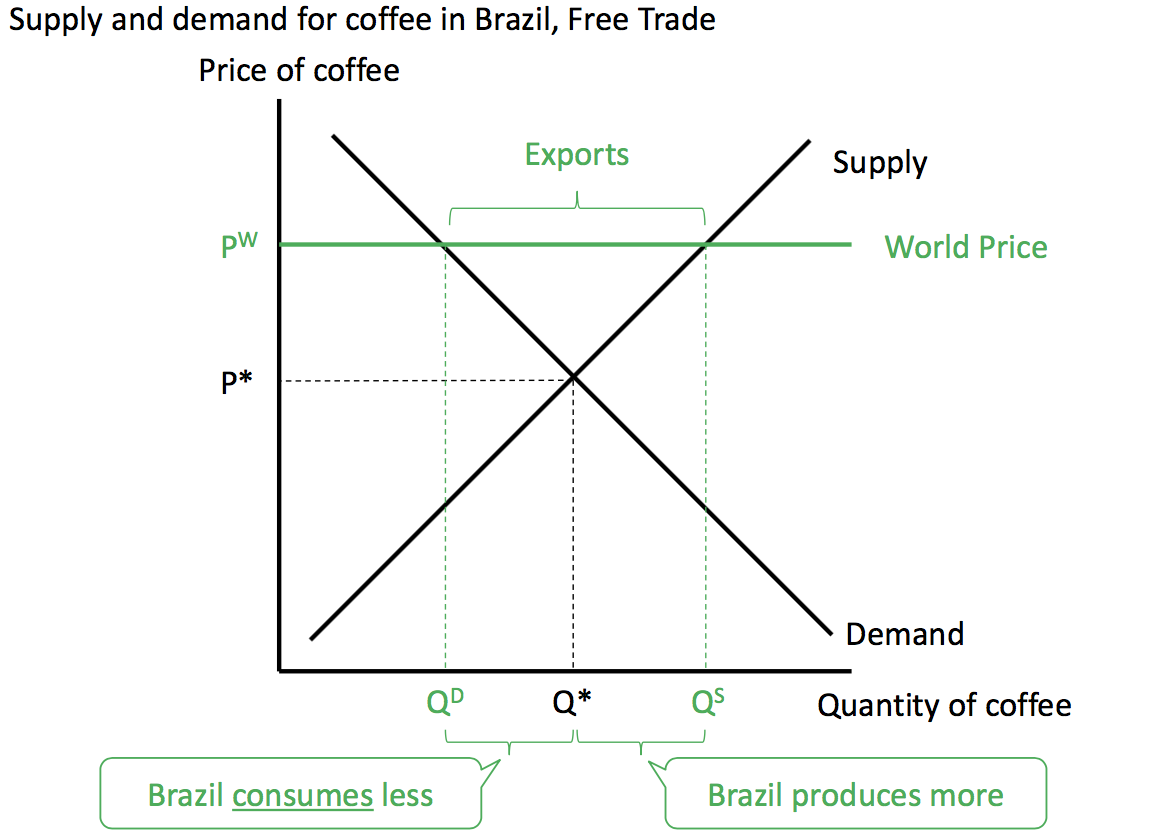 Supply and demand for coffee in Brazil, Free Trade
Price of coffee
Exports
Supply
Pᵂ
World Price
P*
Demand
Qᴰ
Q*
Qˢ
Quantity of coffee
Brazil consumes less
Brazil produces more